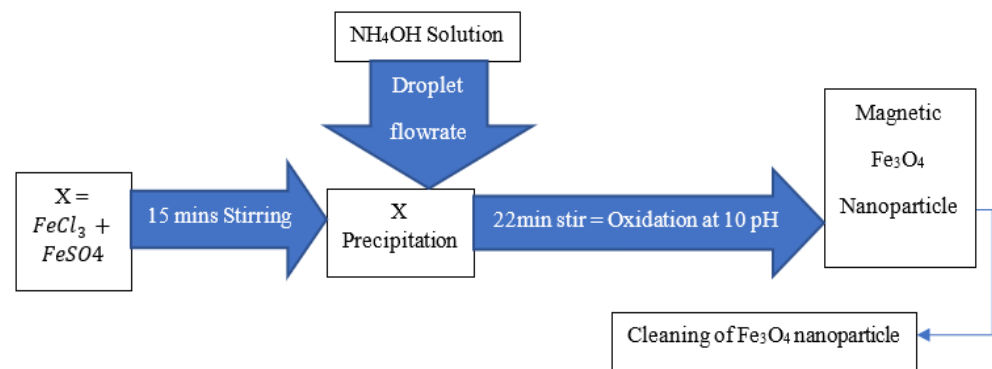 NH₄OH Solution
Droplet
flowrate
X =
FeCl₃ +
FeSO4
15 mins Stirring
X
Precipitation
22min stir = Oxidation at 10 pH
Magnetic
Fe₃O₄
Nanoparticle
Cleaning of Fe₃O₄ nanoparticle